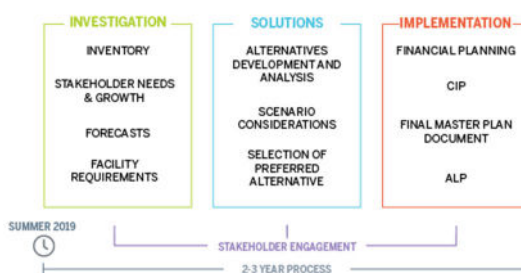 INVESTIGATION
INVENTORY
STAKEHOLDER NEEDS
& GROWTH
FORECASTS
FACILITY
REQUIREMENTS
SOLUTIONS
ALTERNATIVES
DEVELOPMENT AND
ANALYSIS
SCENARIO
CONSIDERATIONS
SELECTION OF
PREFERRED
ALTERNATIVE
IMPLEMENTATION
FINANCIAL PLANNING
CIP
FINAL MASTER PLAN
DOCUMENT
ALP
SUMMER 2019
STAKEHOLDER ENGAGEMENT
2-3 YEAR PROCESS